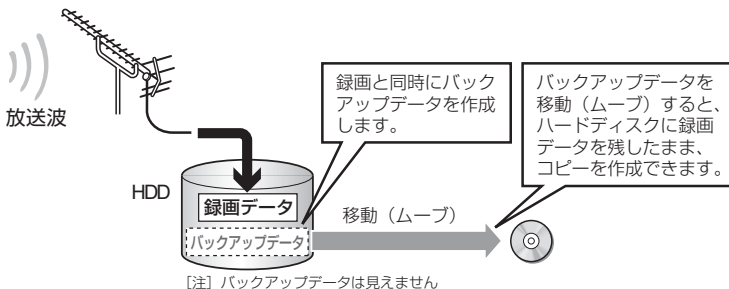 放送波
録画と同時にバック
アップデータを作成
します。
バックアップデータを
移動（ムーブ）すると、
ハードディスクに録画
データを残したまま、
コピーを作成できます。
HDD
録画データ
バックアップデータ
移動（ムーブ）
［注］バックアップデータは見えません